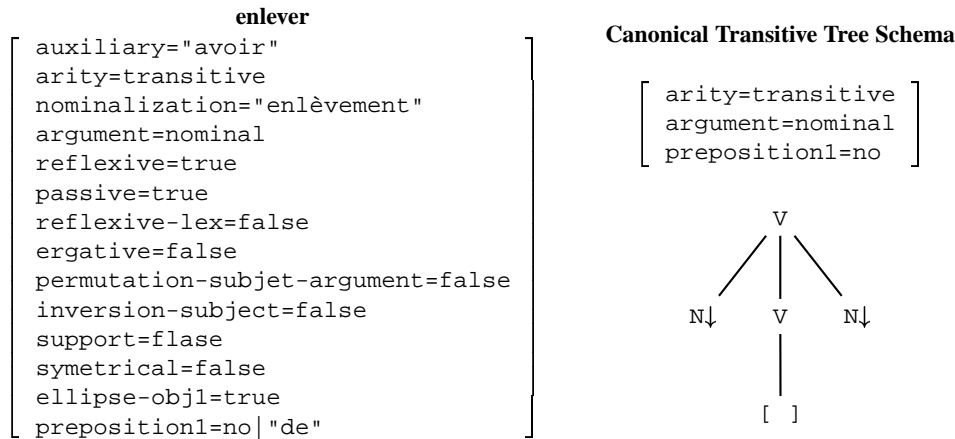 enlever
auxiliary="avoir"
arity=transitive
nominalization="enlèvement"
argument=nominal
reflexive=true
passive=true
reflexive-lex=false
ergative=false
permutation-subjet-argument=false
inversion-subject=false
support=flase
symetrical=false
ellipse-obj1=true
preposition1=no|"de"
Canonical Transitive Tree Schema
arity=transitive
argument=nominal
preposition1=no
V
N↓ V N↓
[ ]